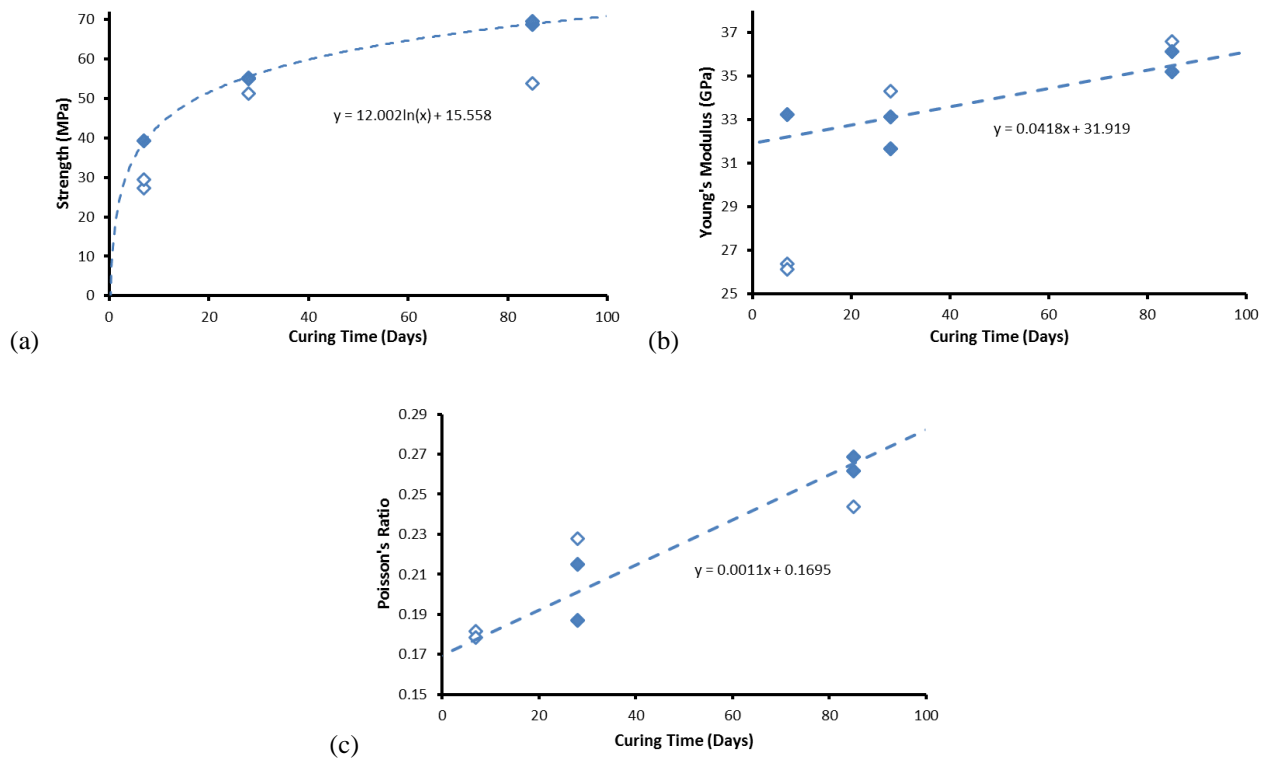 70
60
50
40
30
20
10
0
Strength (MPa)
y = 12.002ln(x) + 15.558
0 20 40 60 80 100
Curing Time (Days)
(a)
37
35
33
31
29
27
25
Young's Modulus (GPa)
y = 0.0418x + 31.919
0 20 40 60 80 100
Curing Time (Days)
(b)
0.29
0.27
0.25
0.23
0.21
0.19
0.17
0.15
Poisson's Ratio
y = 0.0011x + 0.1695
0 20 40 60 80 100
Curing Time (Days)
(c)